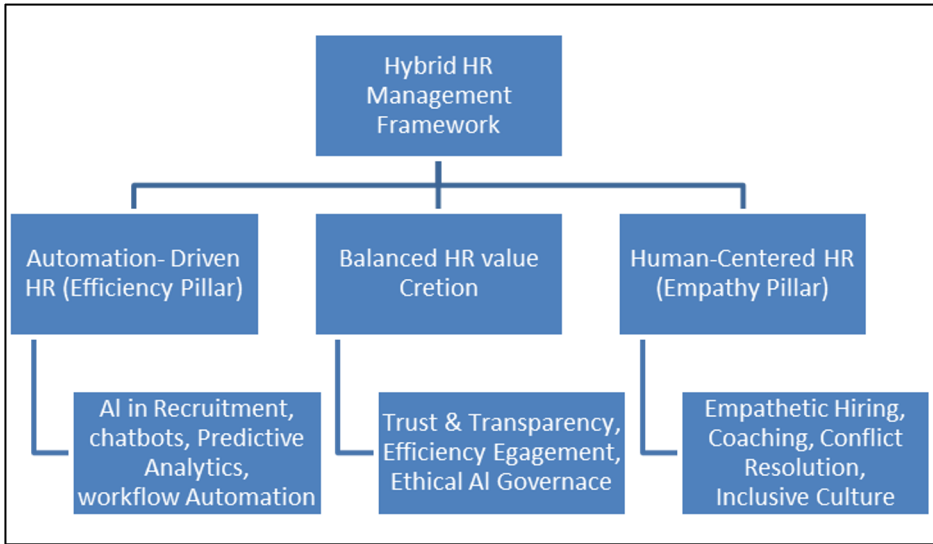 Hybrid HR
Management
Framework
Automation- Driven
HR (Efficiency Pillar)
Balanced HR value
Cretion
Human-Centered HR
(Empathy Pillar)
AI in Recruitment,
chatbots, Predictive
Analytics,
workflow Automation
Trust & Transparency,
Efficiency Egagement,
Ethical AI Governace
Empathetic Hiring,
Coaching, Conflict
Resolution,
Inclusive Culture